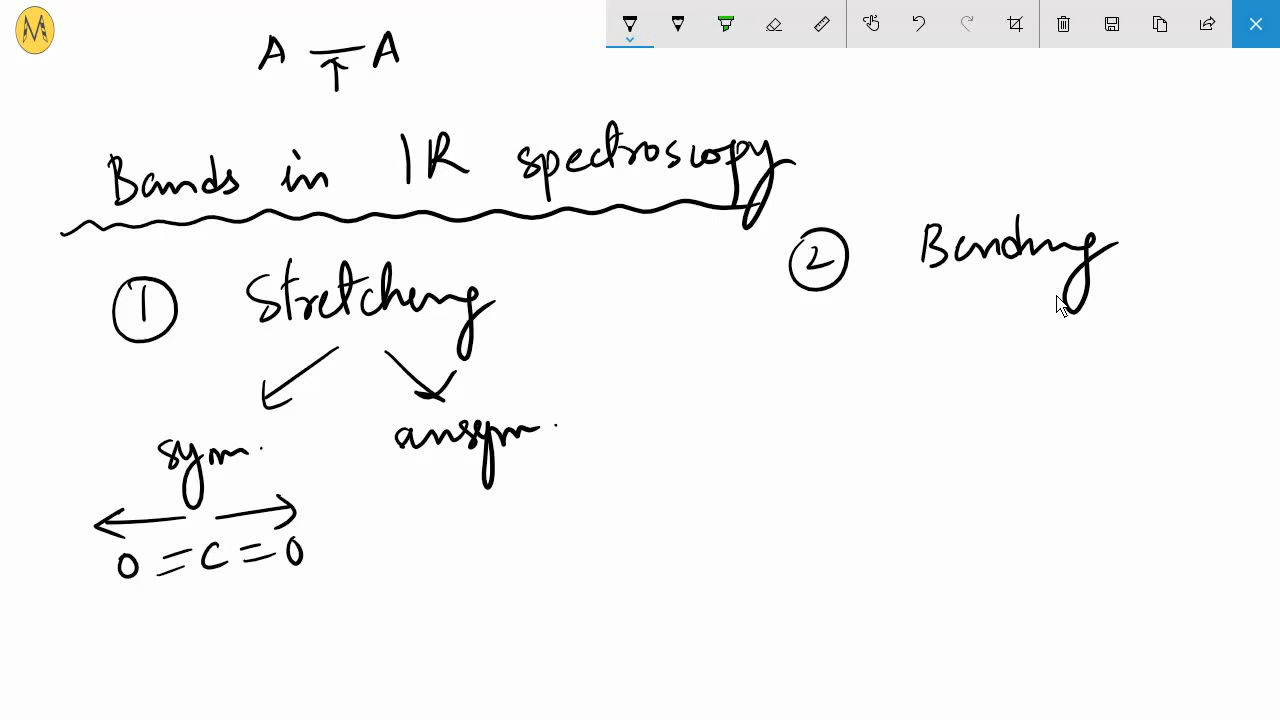 M
A — A
Bands in IR spectroscopy
① Stretching
② Bending
sym.
ansym.
O = C = O